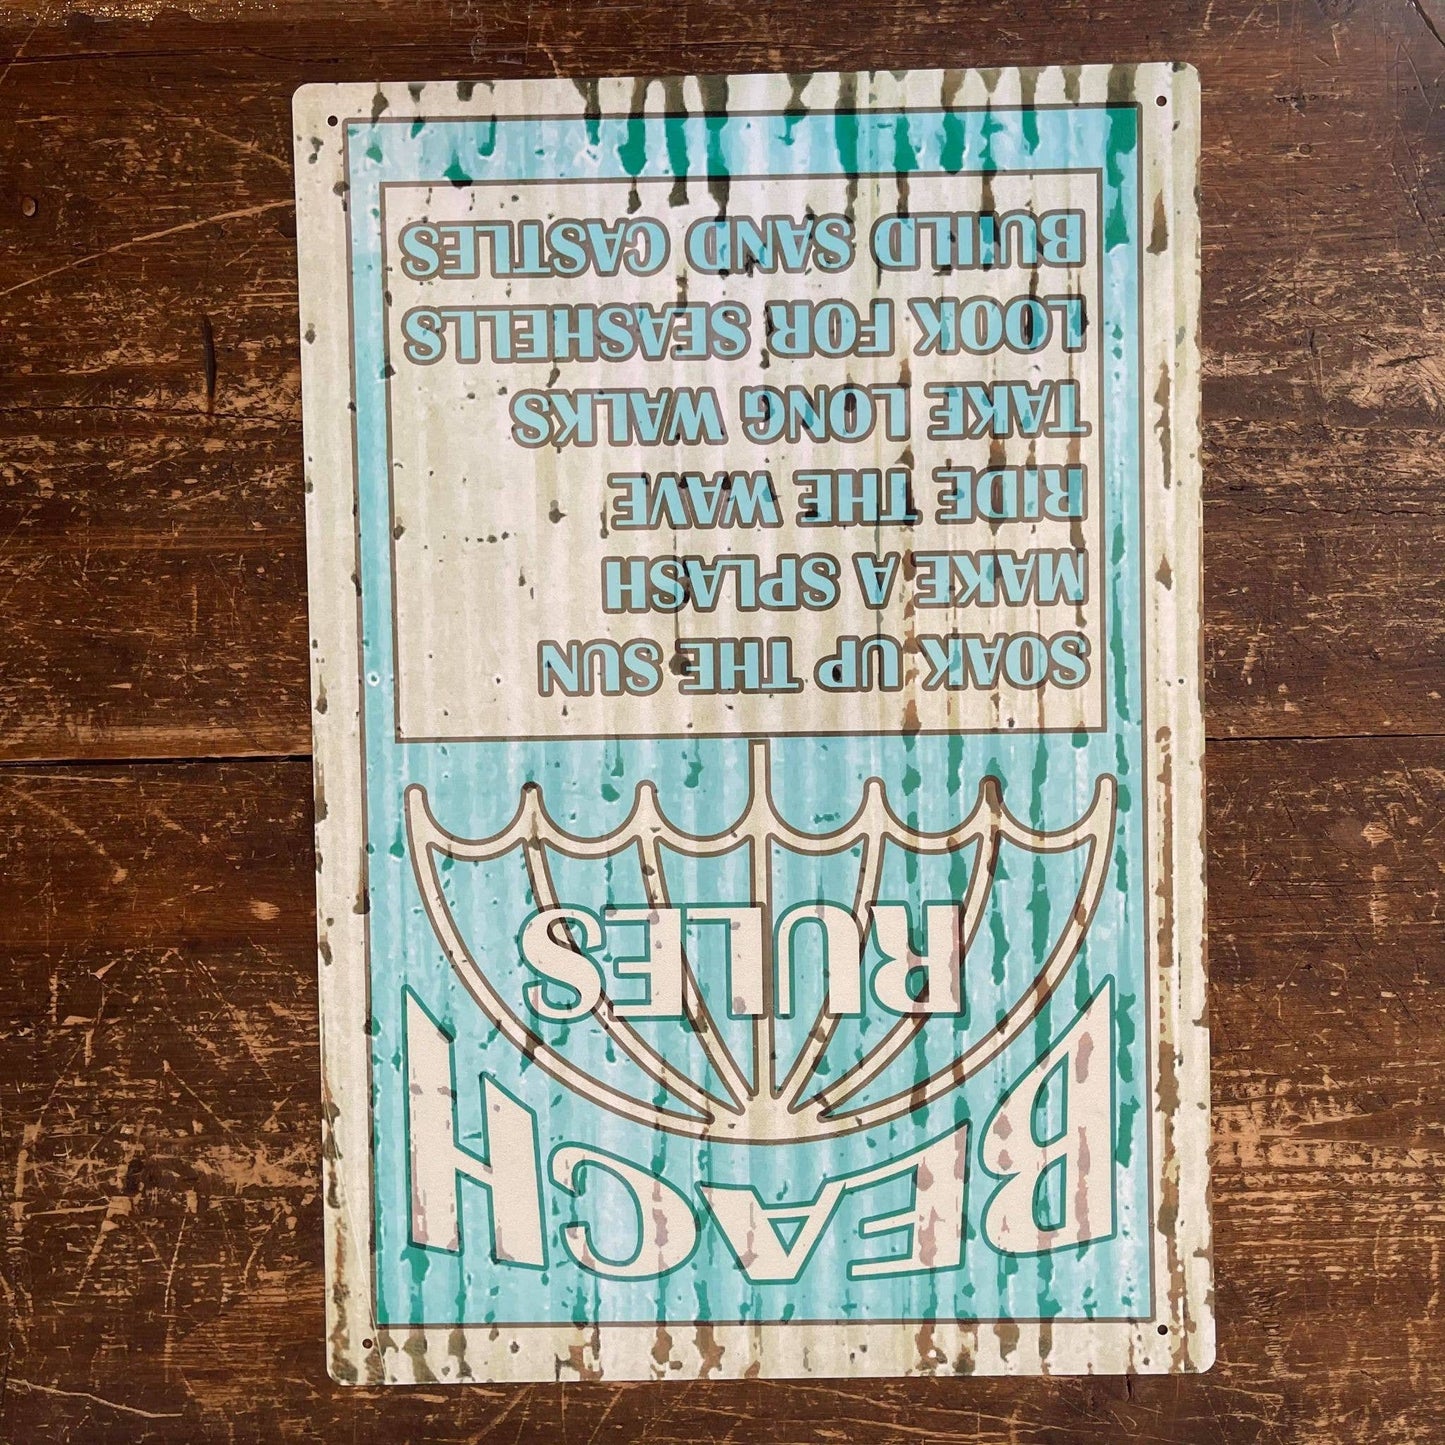 BEACH
RULES
SOAK UP THE SUN
MAKE A SPLASH
RIDE THE WAVE
TAKE LONG WALKS
LOOK FOR SEASHELLS
BUILD SAND CASTLES